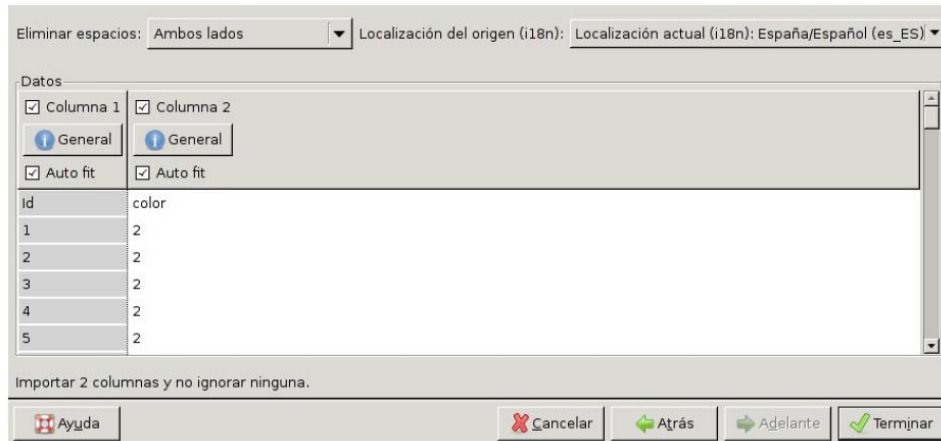 Eliminar espacios: Ambos lados Localización del origen (i18n): Localización actual (i18n): España/Español (es_ES)
Datos
Columna 1 Columna 2
General General
Auto fit Auto fit
Id color
1 2
2 2
3 2
4 2
5 2
Importar 2 columnas y no ignorar ninguna.
Ayuda Cancelar Atrás Adelante Terminar